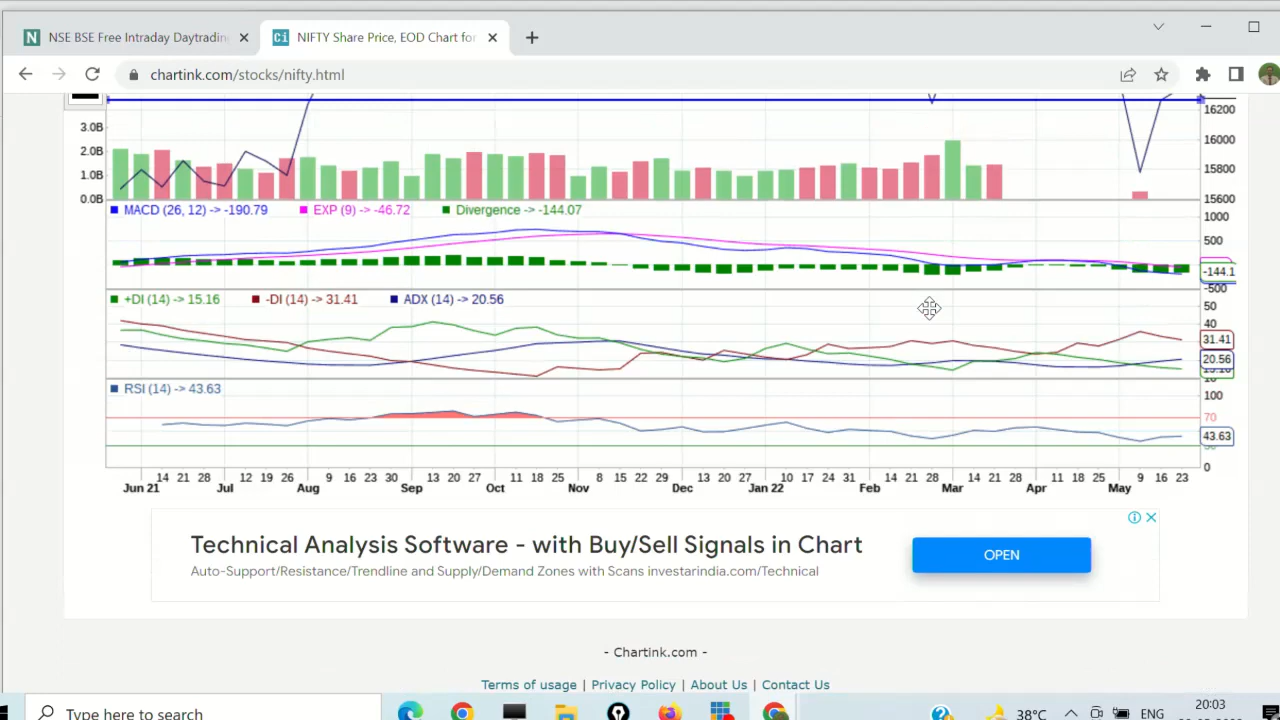 NSE BSE Free Intraday Daytrading
NIFTY Share Price, EOD Chart for
chartink.com/stocks/nifty.html
16200
3.0B
16000
2.0B
15800
1.0B
0.0B
15600
MACD (26, 12) -> -190.79 EXP (9) -> -46.72 Divergence -> -144.07
1000
500
-144.1
-500
+DI (14) -> 15.16 -DI (14) -> 31.41 ADX (14) -> 20.56
50
40
31.41
20.56
RSI (14) -> 43.63
100
70
43.63
0
14 21 28 12 19 26 9 16 23 30 13 20 27 11 18 25 8 15 22 29 13 20 27 10 17 24 31 14 21 28 14 21 28 11 18 25 9 16 23
Jun 21 Jul Aug Sep Oct Nov Dec Jan 22 Feb Mar Apr May
Technical Analysis Software - with Buy/Sell Signals in Chart
Auto-Support/Resistance/Trendline and Supply/Demand Zones with Scans investarindia.com/Technical
OPEN
- Chartink.com -
Terms of usage | Privacy Policy | About Us | Contact Us
Type here to search
38°C
ENG
20:03